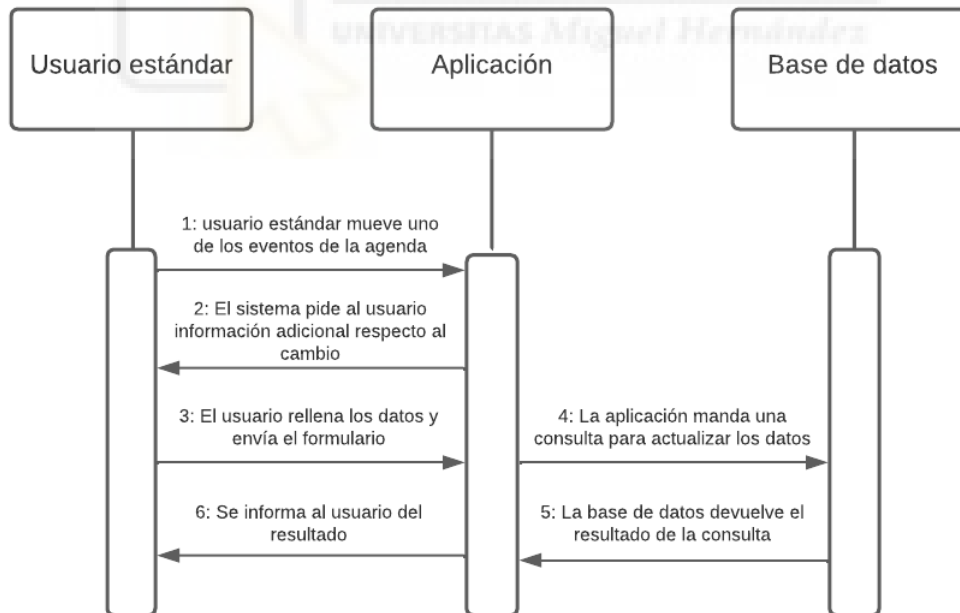 UNIVERSITAS Miguel Hernández
Usuario estándar
Aplicación
Base de datos
1: usuario estándar mueve uno
de los eventos de la agenda
2: El sistema pide al usuario
información adicional respecto al
cambio
3: El usuario rellena los datos y
envía el formulario
4: La aplicación manda una
consulta para actualizar los datos
5: La base de datos devuelve el
resultado de la consulta
6: Se informa al usuario del
resultado